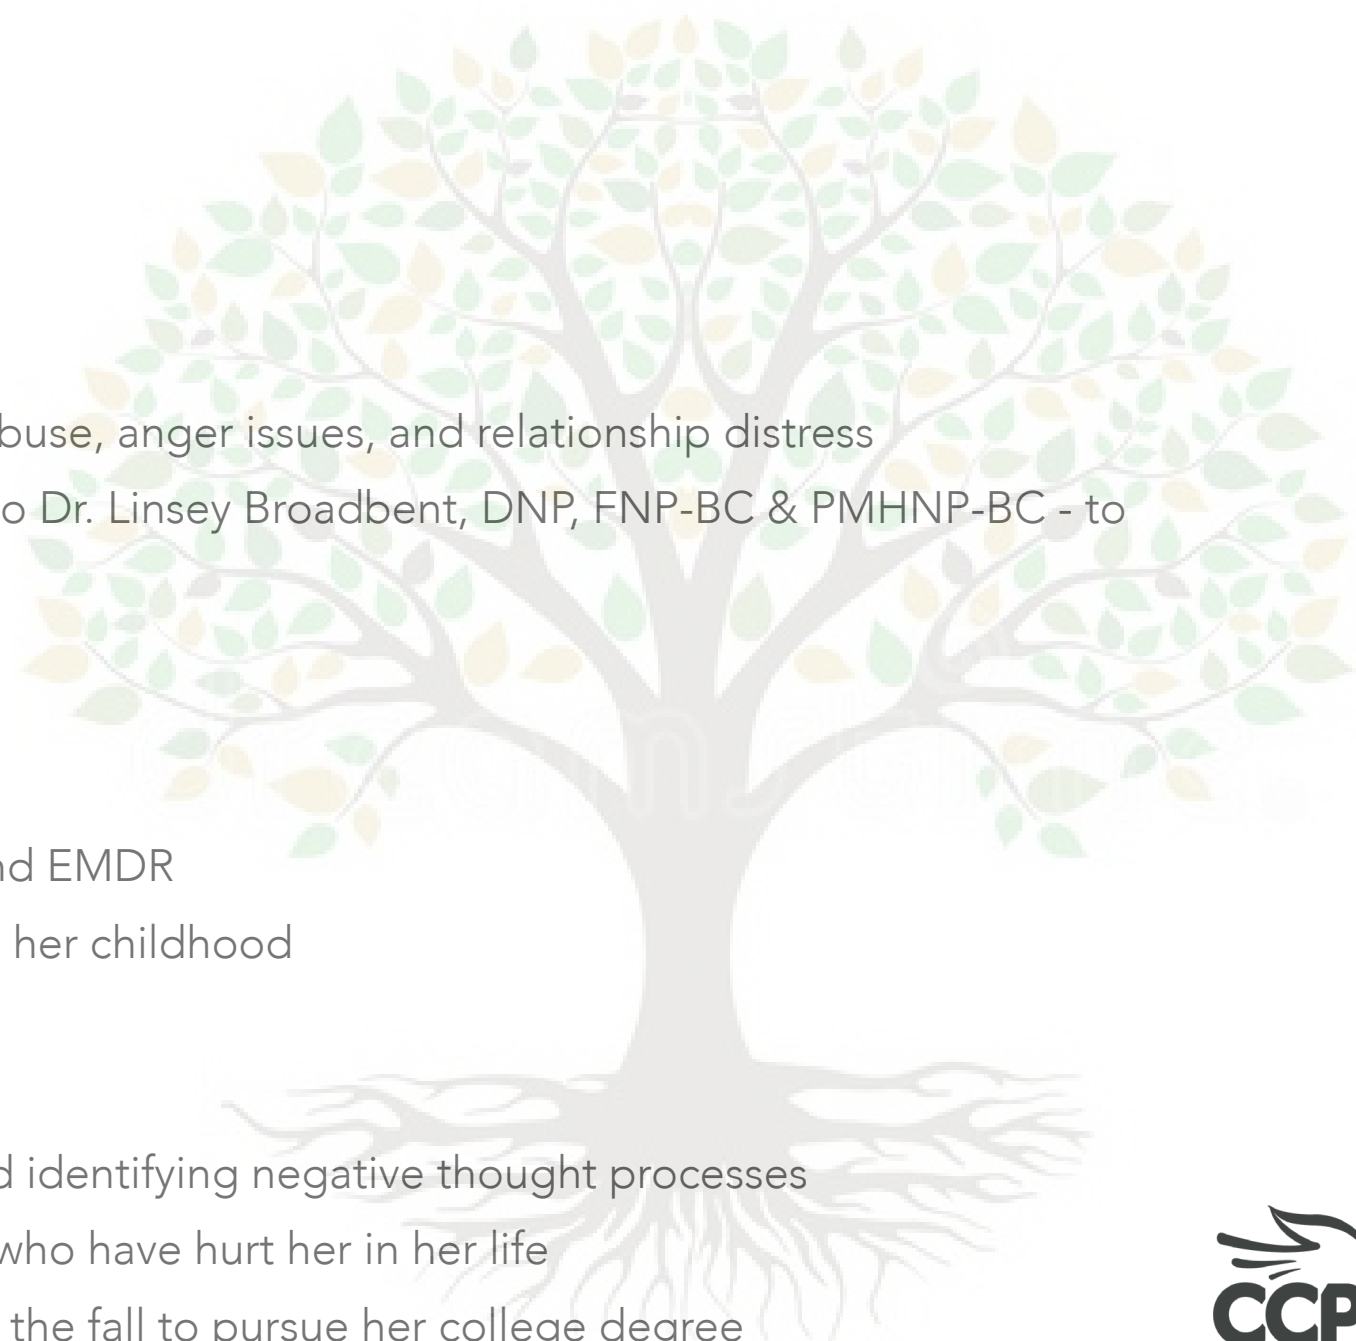 buse, anger issues, and relationship distress
o Dr. Linsey Broadbent, DNP, FNP-BC & PMHNP-BC - to
nd EMDR
her childhood
d identifying negative thought processes
who have hurt her in her life
the fall to pursue her college degree
CCP